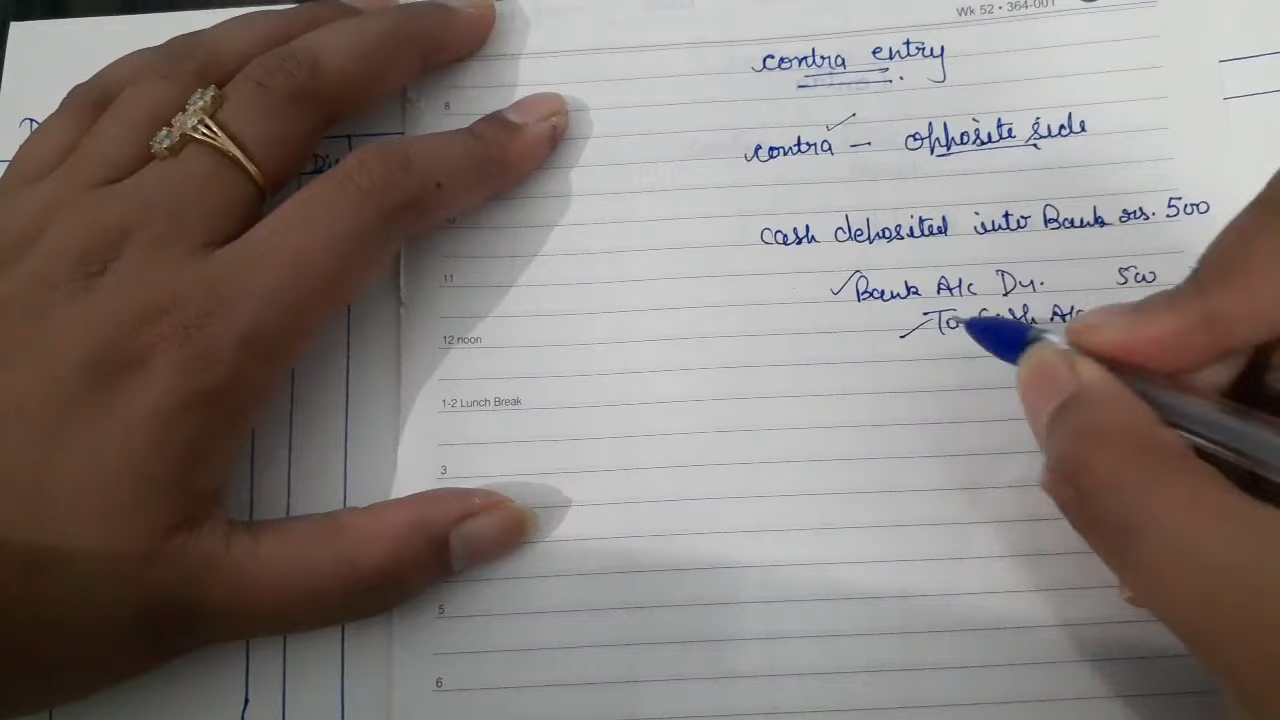 Wk 52 • 364-001
contra entry
8
contra – opposite side
cash deposited into Bank rs. 500
11
Bank A/c Dr. 500
To Cash A/c
12 noon
1-2 Lunch Break
3
5
6